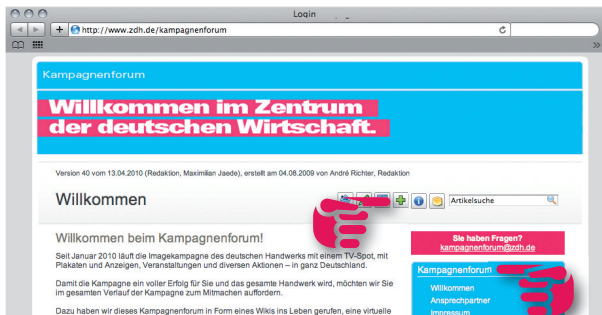 Login
http://www.zdh.de/kampagnenforum
Kampagnenforum
Willkommen im Zentrum
der deutschen Wirtschaft.
Version 40 vom 13.04.2010 (Redaktion, Maximilian Jaede), erstellt am 04.08.2009 von André Richter, Redaktion
Willkommen
Artikelsuche
Willkommen beim Kampagnenforum!
Seit Januar 2010 läuft die Imagekampagne des deutschen Handwerks mit einem TV-Spot, mit
Plakaten und Anzeigen, Veranstaltungen und diversen Aktionen – in ganz Deutschland.
Damit die Kampagne ein voller Erfolg für Sie und das gesamte Handwerk wird, möchten wir Sie
im gesamten Verlauf der Kampagne zum Mitmachen auffordern.
Dazu haben wir dieses Kampagnenforum in Form eines Wikis ins Leben gerufen, eine virtuelle
Sie haben Fragen?
kampagnenforum@zdh.de
Kampagnenforum
Willkommen
Ansprechpartner
Impressum